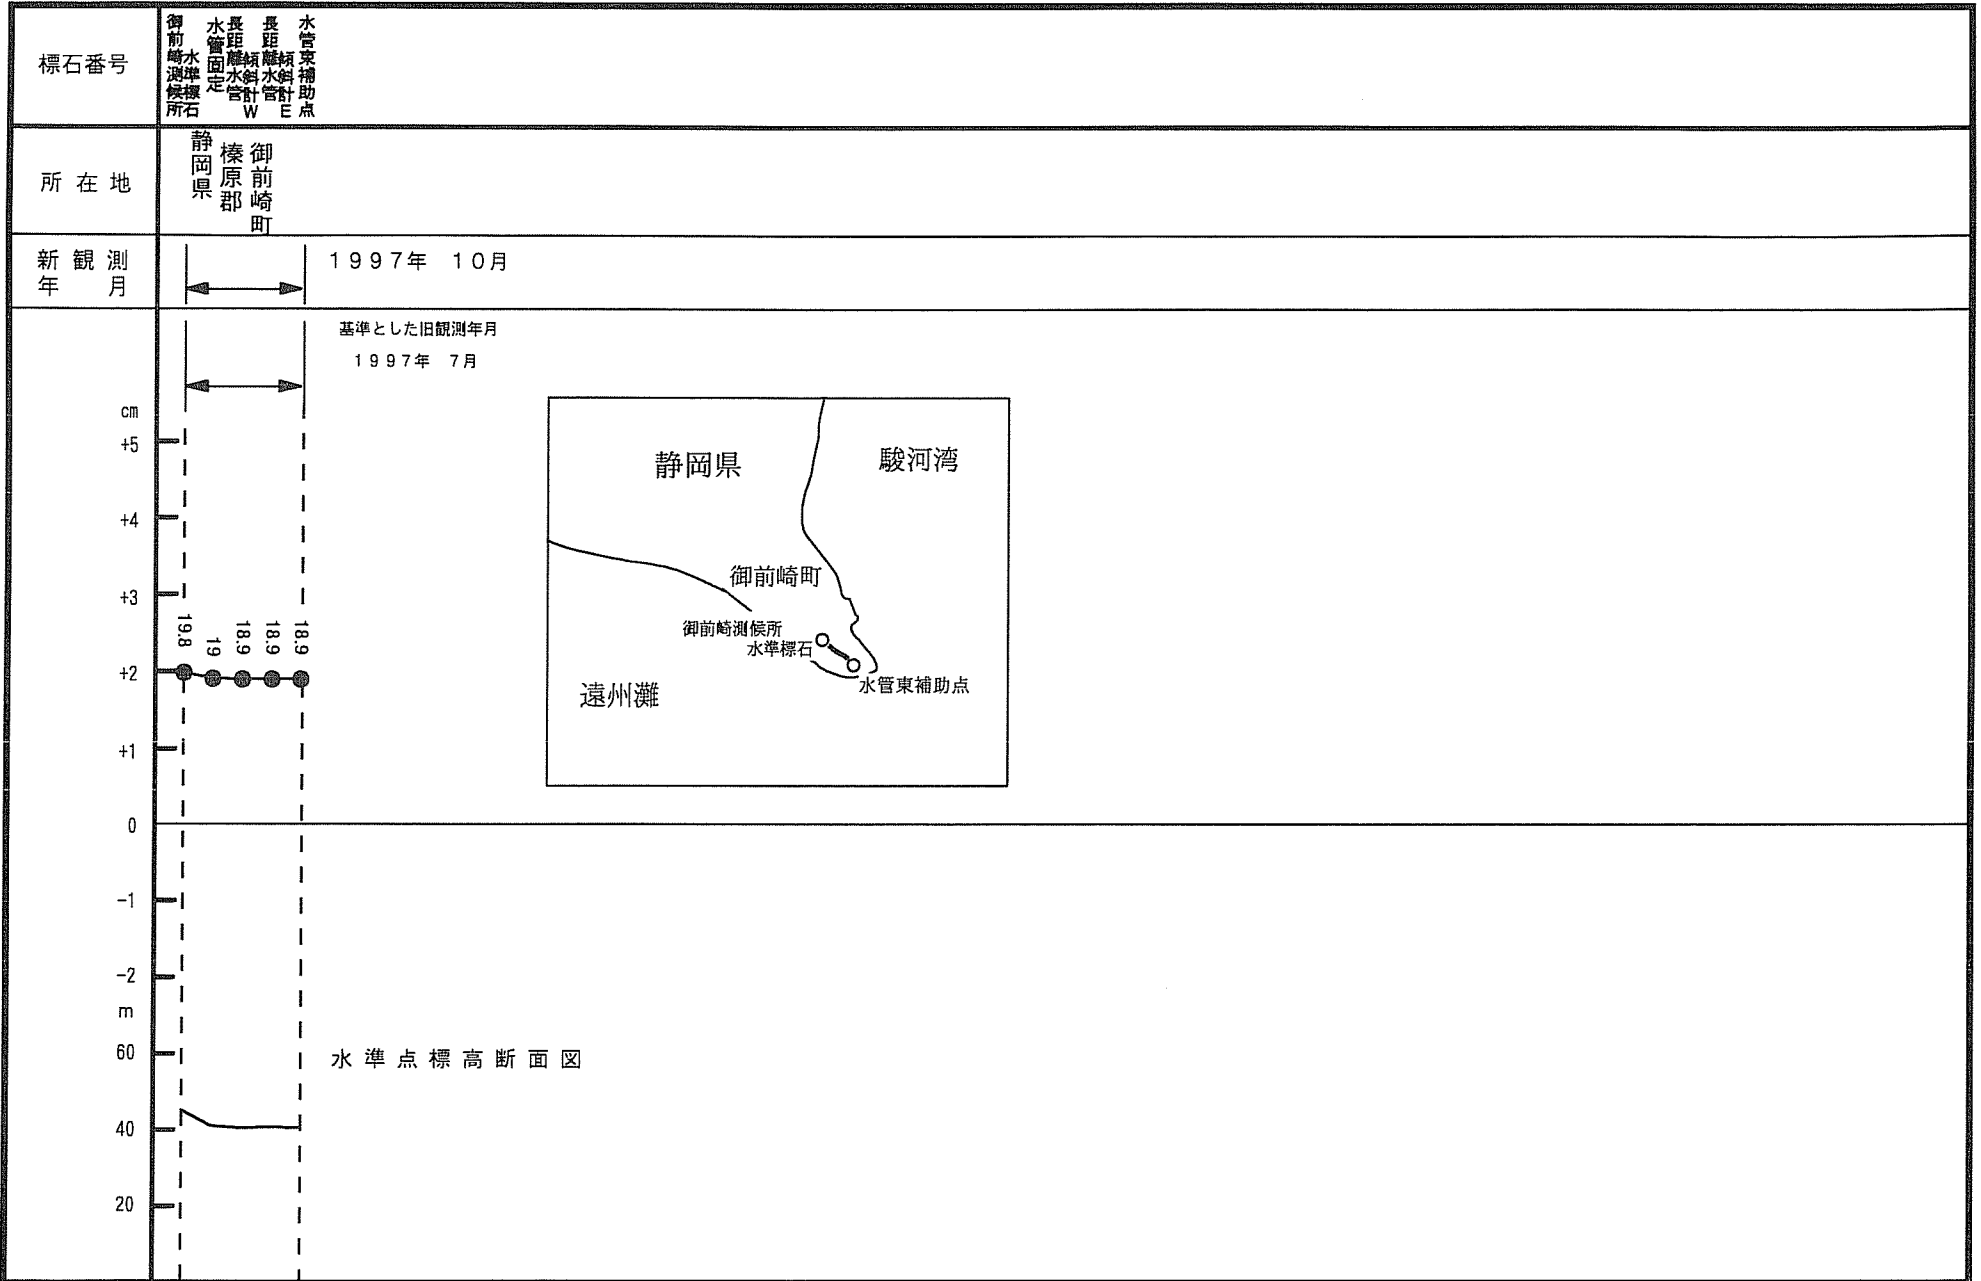 標石番号
御前崎測候所
水準標石
水管固定
長距離水管
傾斜計W
長距離水管
傾斜計E
水管東補助点
所在地
静岡県
榛原郡
御前崎町
新観測
年月
1997年 10月
基準とした旧観測年月
1997年 7月
cm
+5
+4
+3
+2
+1
0
-1
-2
m
60
40
20
19.8
19
18.9
18.9
18.9
静岡県
駿河湾
御前崎町
御前崎測候所
水準標石
水管東補助点
遠州灘
水準点標高断面図